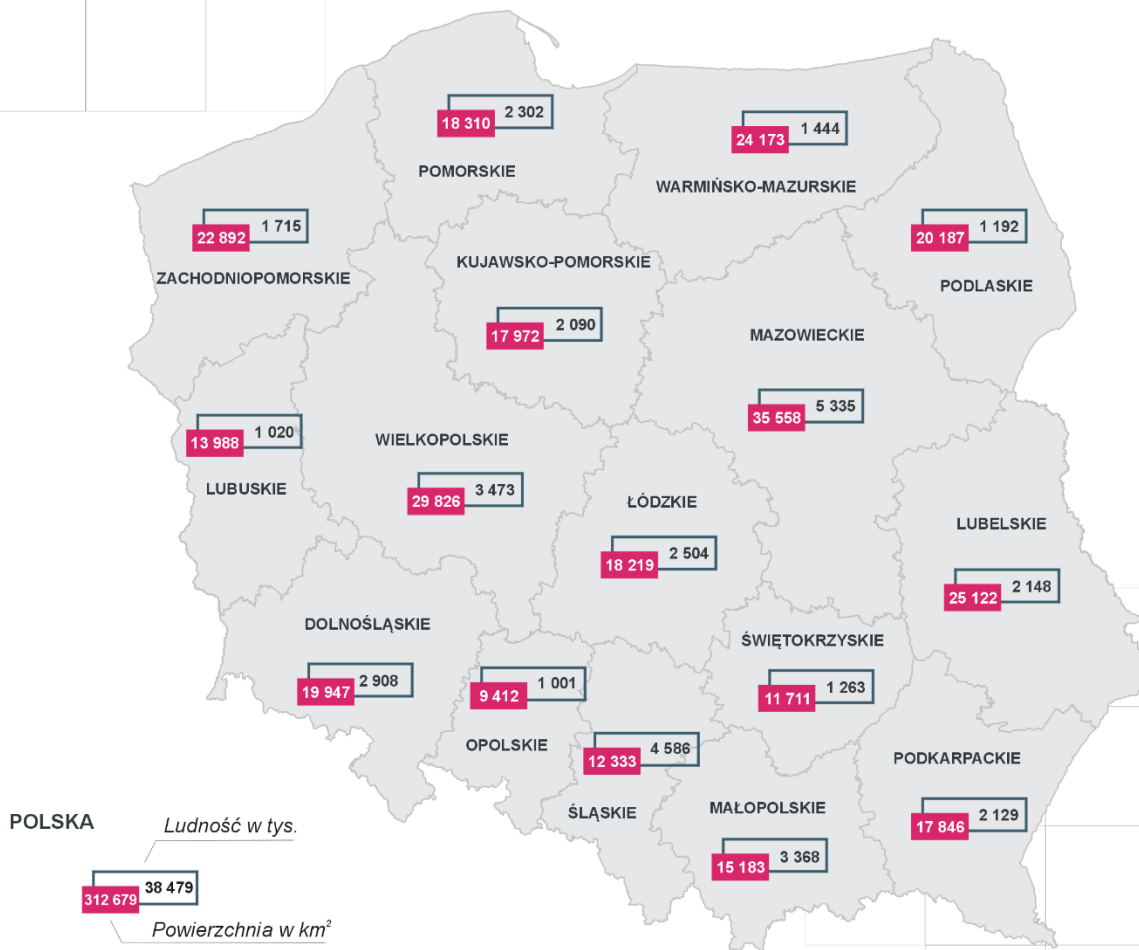 2 302
18 310
POMORSKIE
1 444
24 173
WARMIŃSKO-MAZURSKIE
1 715
22 892
ZACHODNIOPOMORSKIE
1 192
20 187
PODLASKIE
KUJAWSKO-POMORSKIE
2 090
17 972
MAZOWIECKIE
5 335
35 558
1 020
13 988
LUBUSKIE
WIELKOPOLSKIE
3 473
29 826
ŁÓDZKIE
2 504
18 219
LUBELSKIE
2 148
25 122
DOLNOŚLĄSKIE
2 908
19 947
1 001
9 412
OPOLSKIE
ŚWIĘTOKRZYSKIE
1 263
11 711
4 586
12 333
ŚLĄSKIE
MAŁOPOLSKIE
3 368
15 183
PODKARPACKIE
2 129
17 846
POLSKA
Ludność w tys.
38 479
312 679
Powierzchnia w km²